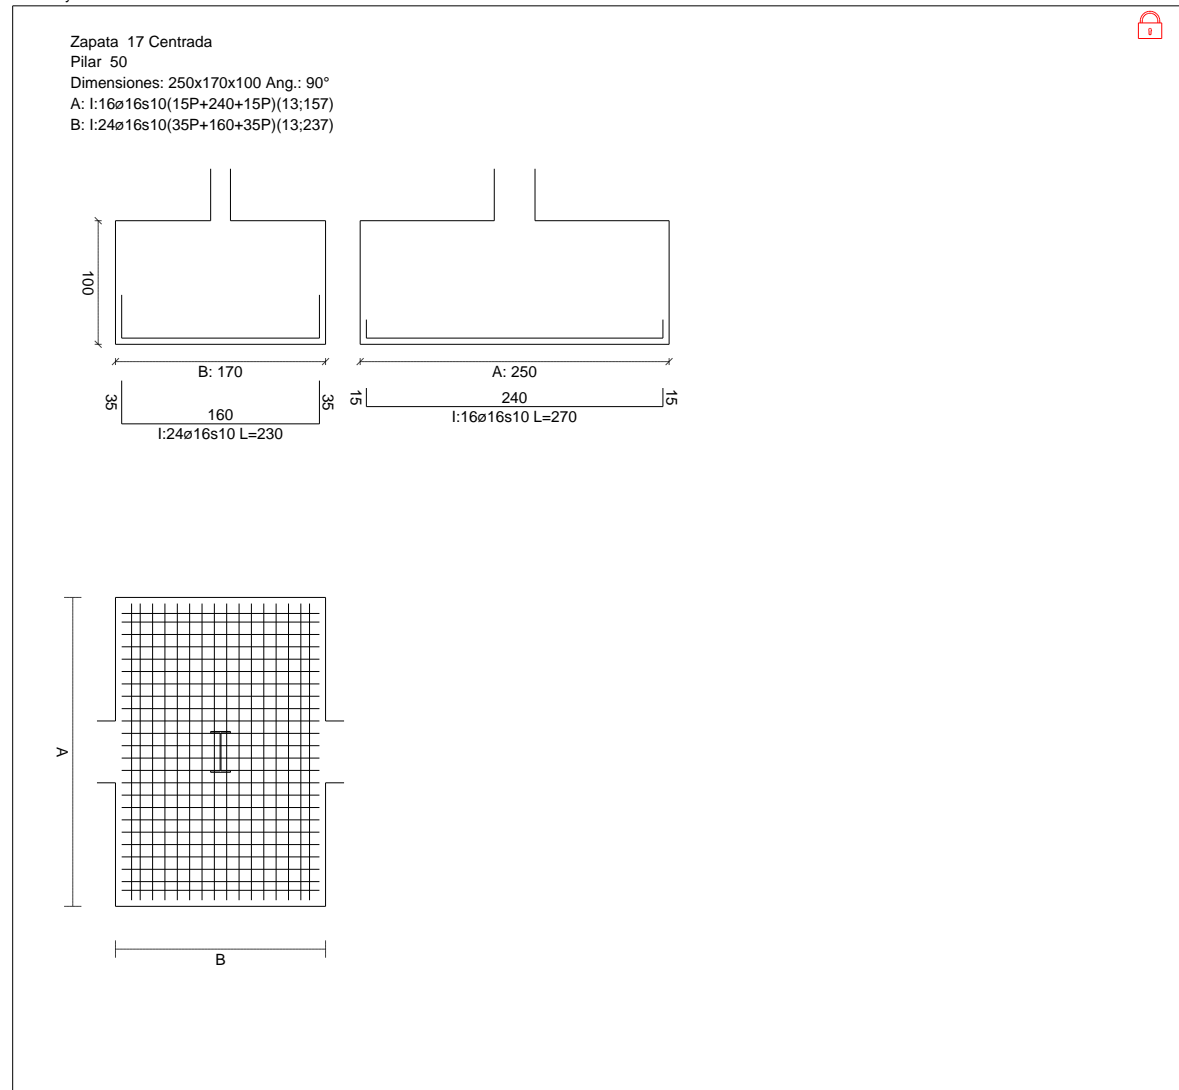 Zapata 17 Centrada
Pilar 50
Dimensiones: 250x170x100 Ang.: 90°
A: I:16ø16s10(15P+240+15P)(13;157)
B: I:24ø16s10(35P+160+35P)(13;237)
100
B: 170
A: 250
35
160
35
I:24ø16s10 L=230
15
240
15
I:16ø16s10 L=270
A
B